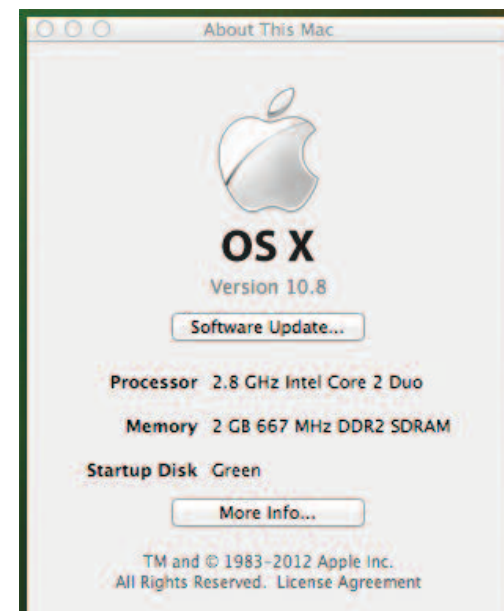 About This Mac
OS X
Version 10.8
Software Update...
Processor 2.8 GHz Intel Core 2 Duo
Memory 2 GB 667 MHz DDR2 SDRAM
Startup Disk Green
More Info...
TM and © 1983-2012 Apple Inc.
All Rights Reserved. License Agreement